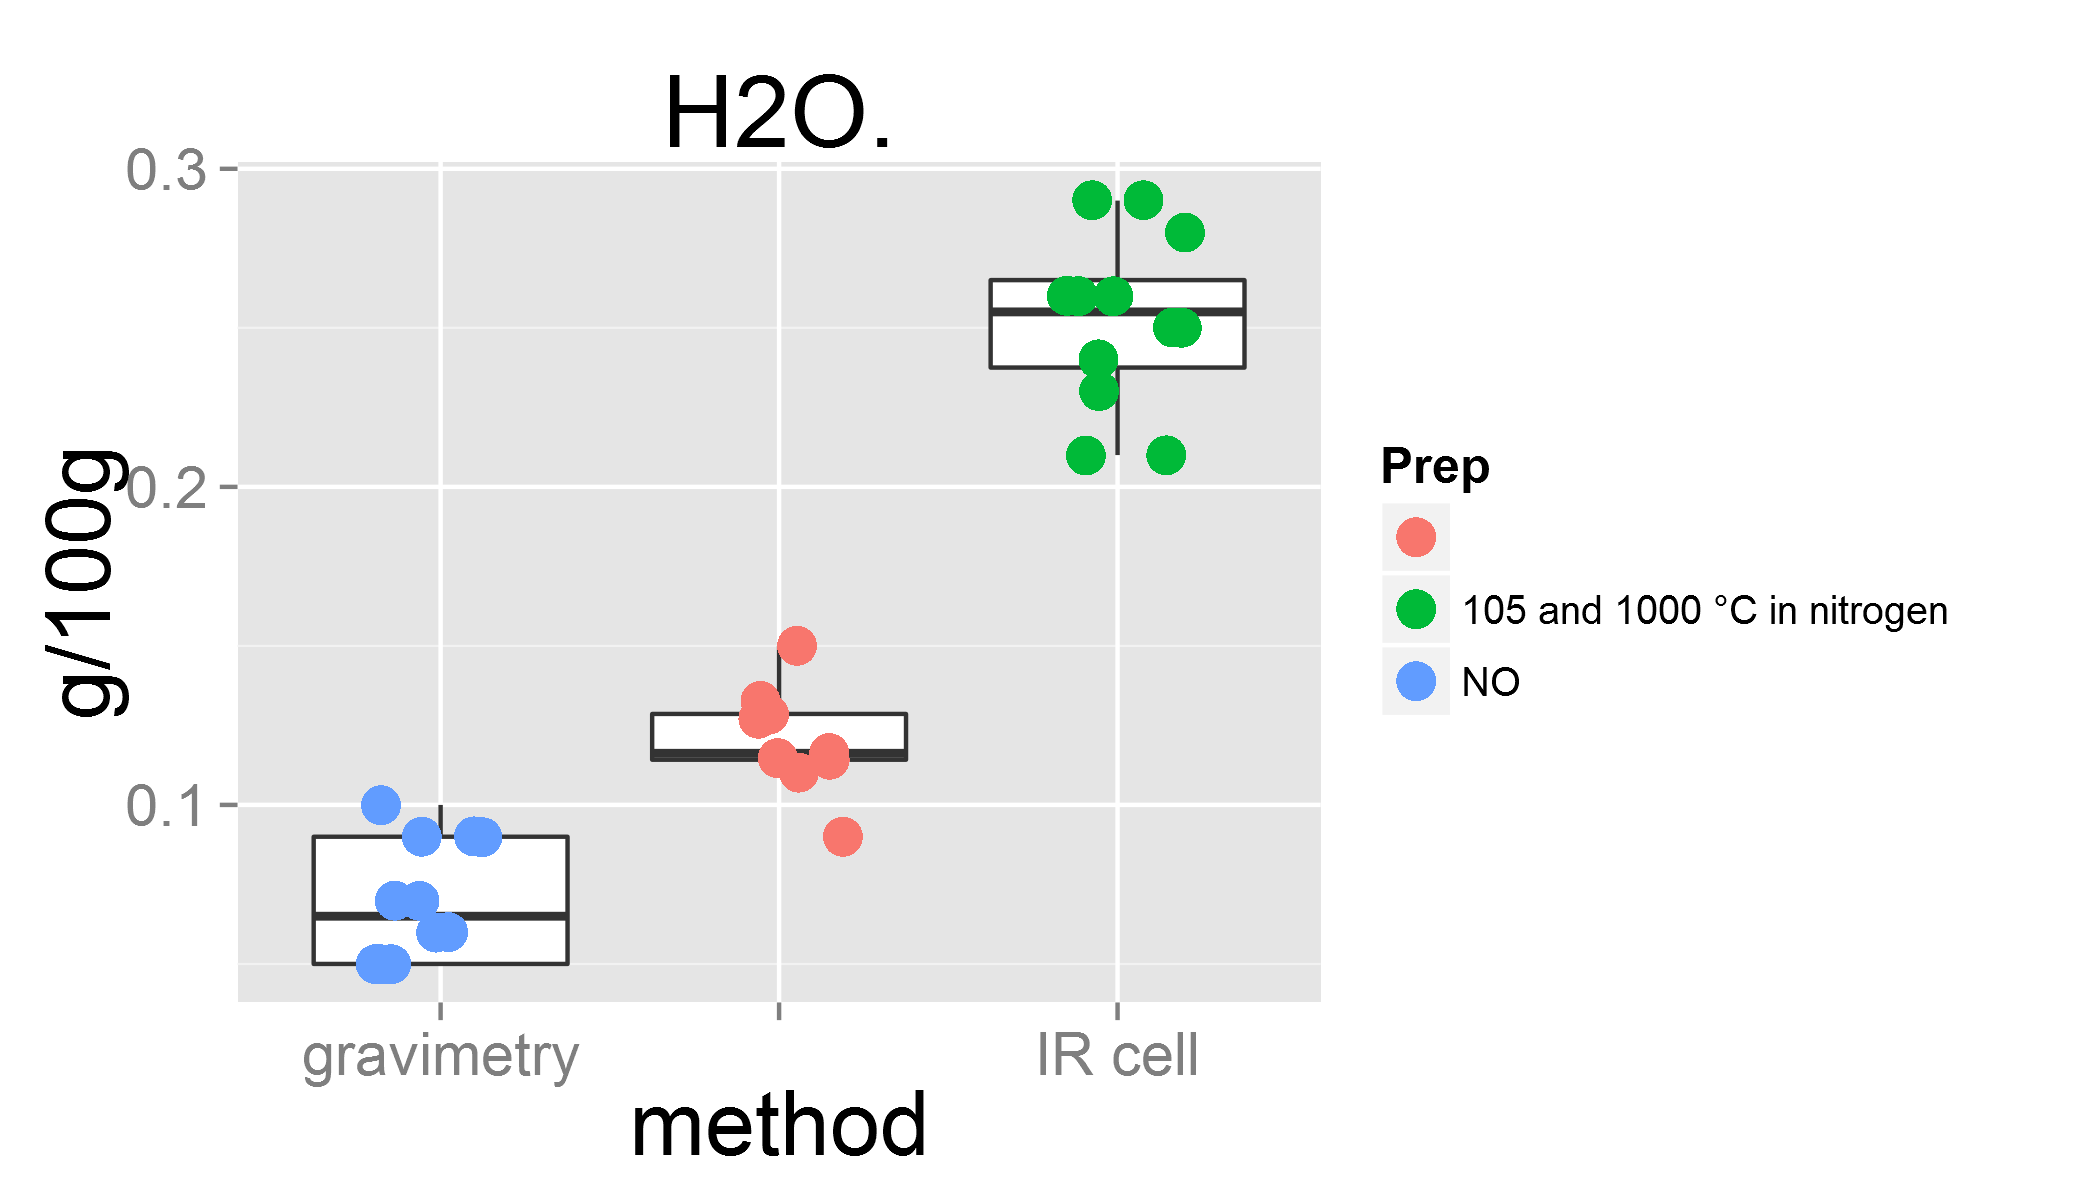 H2O.
g/100g
0.3
0.2
0.1
gravimetry
IR cell
method
Prep
105 and 1000 °C in nitrogen
NO